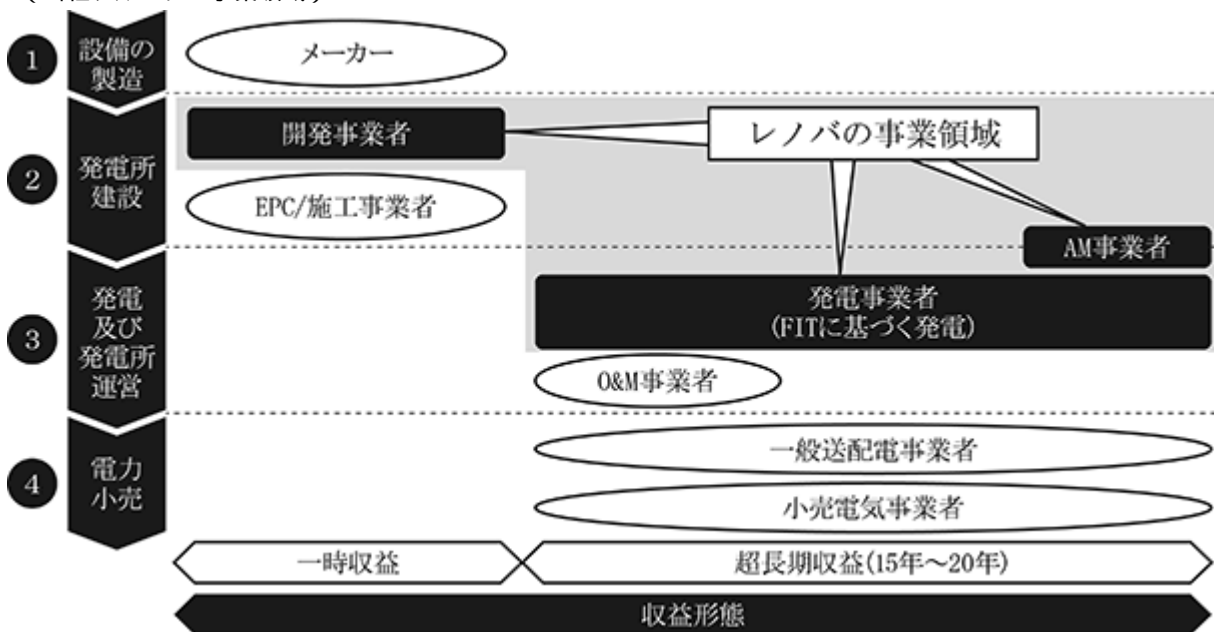 1
設備の
製造
メーカー
開発事業者
レノバの事業領域
2
発電所
建設
EPC/施工事業者
AM事業者
3
発電
及び
発電所
運営
発電事業者
(FITに基づく発電)
O&M事業者
4
電力
小売
一般送配電事業者
小売電気事業者
一時収益
超長期収益(15年～20年)
収益形態